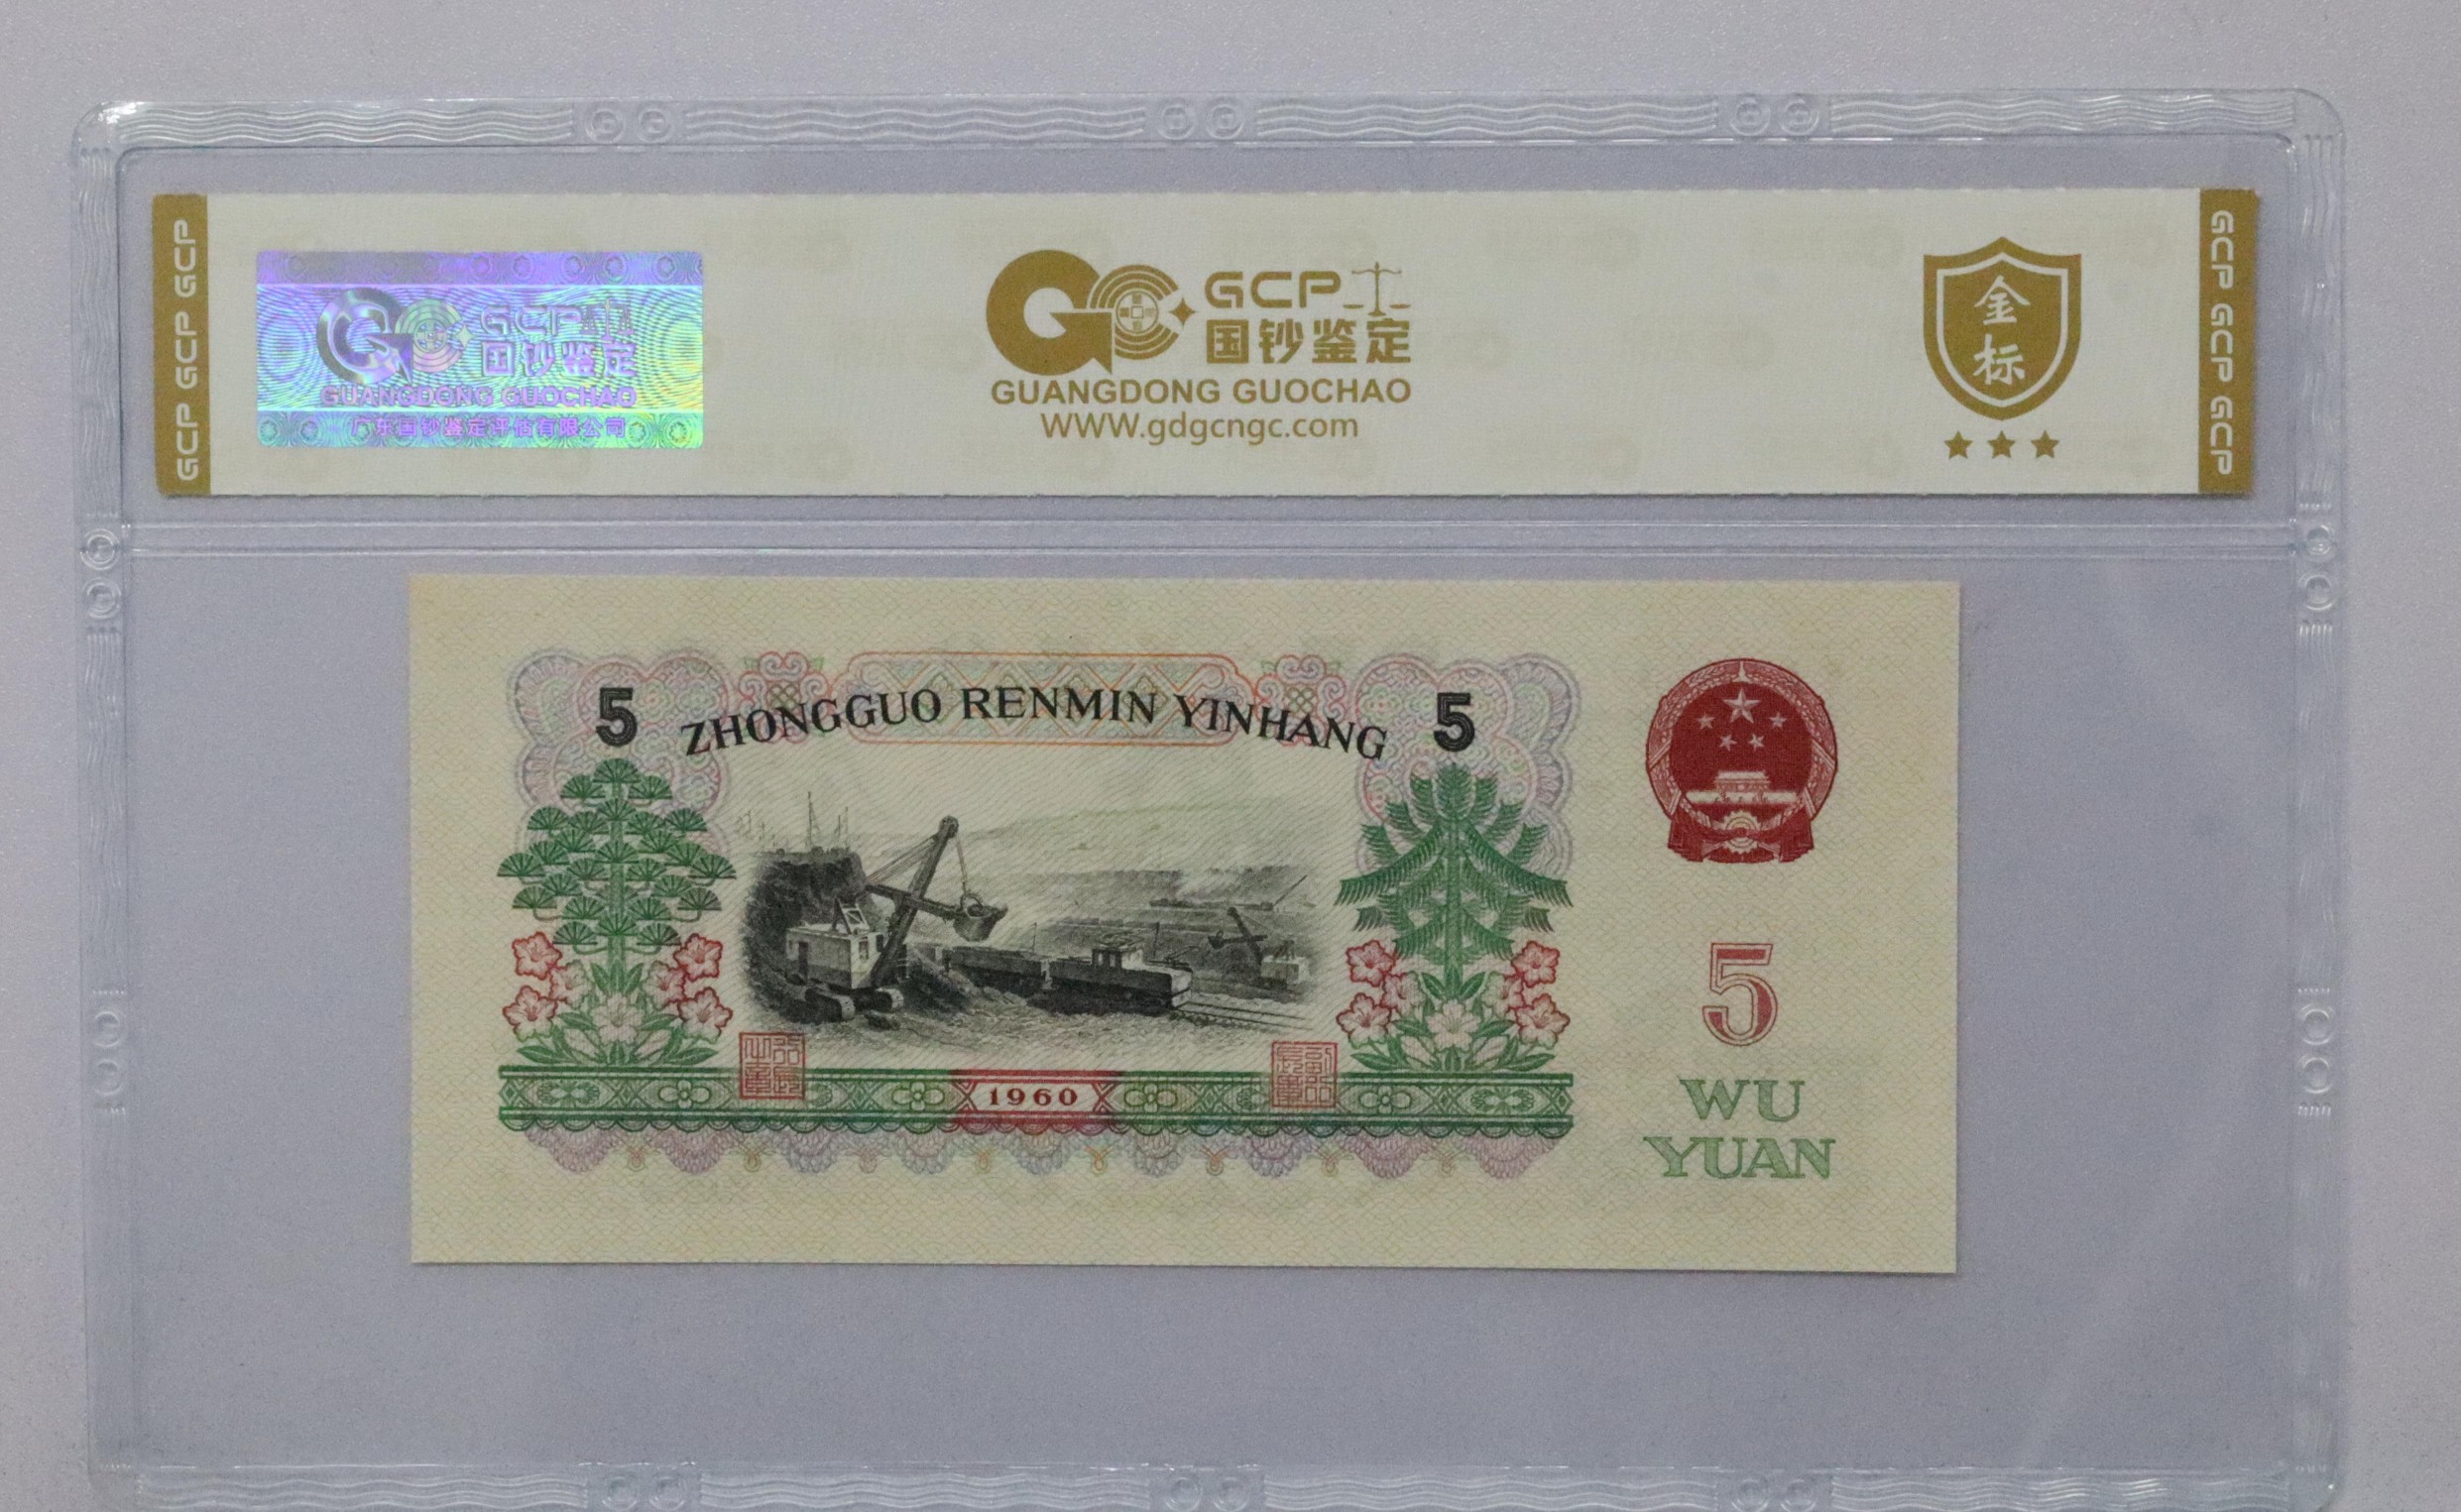 GCP GCP GCP
GCP
国钞鉴定
GUANGDONG GUOCHAO
广东国钞鉴定评估有限公司
GCP
国钞鉴定
GUANGDONG GUOCHAO
WWW.gdgcngc.com
金
标
GCP GCP GCP
5 ZHONGGUO RENMIN YINHANG 5
5
WU
YUAN
1960